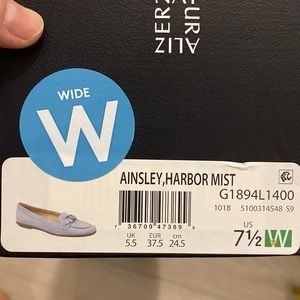 WIDE
W
AINSLEY,HARBOR MIST
G1894L1400
1018 5100314548 S9
7 36709 47389 9
UK EUR cm
5.5 37.5 24.5
US
7½ W